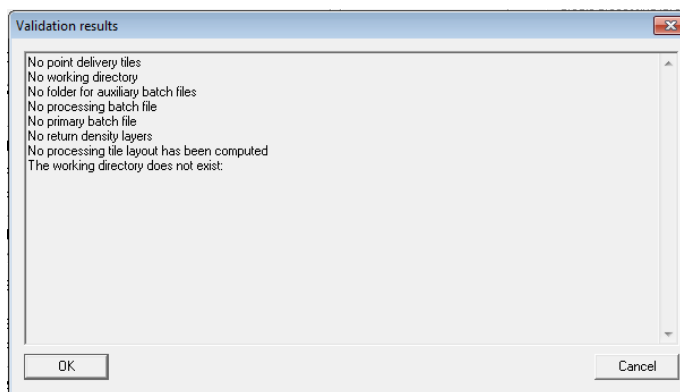 Validation results
No point delivery tiles
No working directory
No folder for auxiliary batch files
No processing batch file
No primary batch file
No return density layers
No processing tile layout has been computed
The working directory does not exist:
OK
Cancel